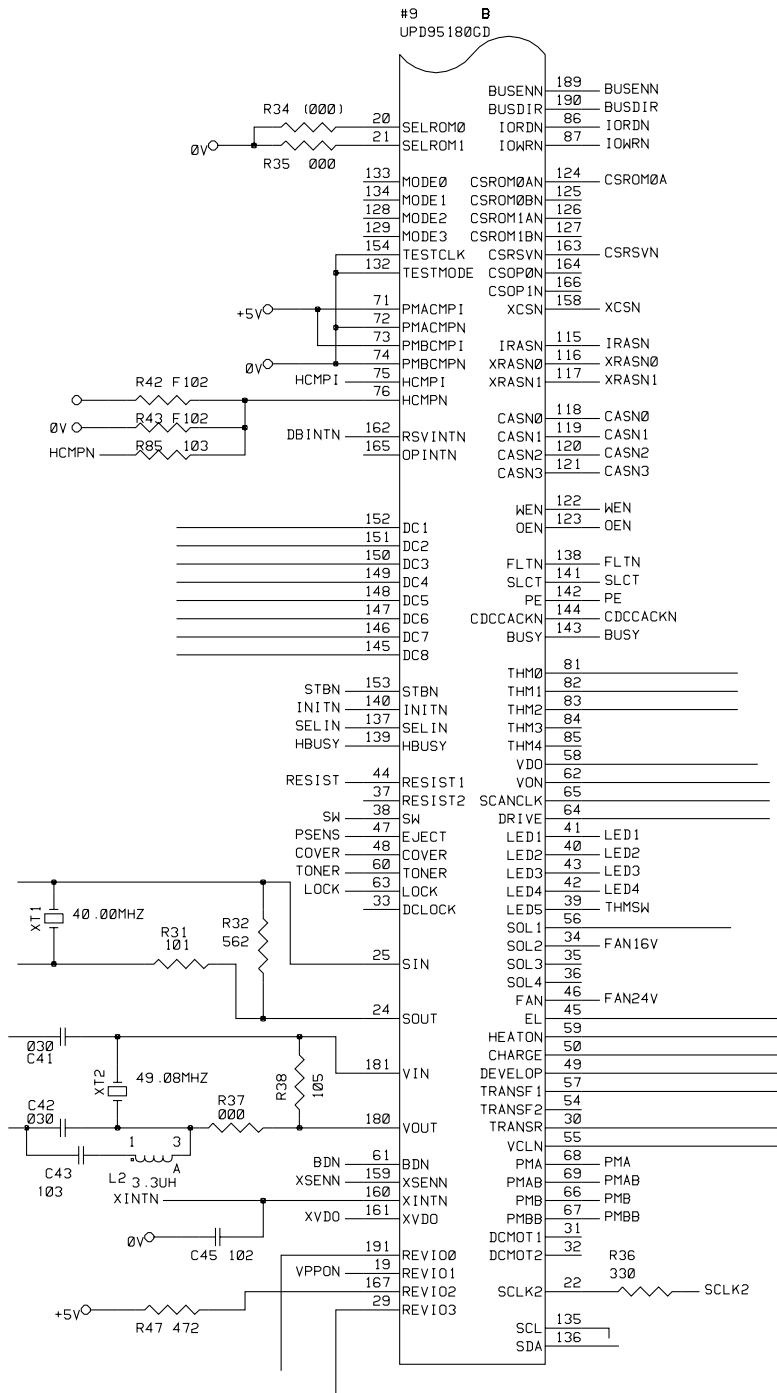 #9 B
UPD95180GD
189 BUSENN BUSENN
190 BUSDIR BUSDIR
R34 (000)
20 SELROM0 86 IORDN IORDN
0V 21 SELROM1 87 IOWRN IOWRN
R35 000
133 MODE0 CSROM0AN 124 CSROM0A
134 MODE1 CSROM0BN 125
128 MODE2 CSROM1AN 126
129 MODE3 CSROM1BN 127
154 TESTCLK CSRSVN 163 CSRSVN
132 TESTMODE CSOP0N 164
CSOP1N 166
+5V 71 PMACMPI XCSN 158 XCSN
72 PMACMPN
73 PMBCMPI IRASN 115 IRASN
0V 74 PMBCMPN XRASN0 116 XRASN0
HCMPI 75 HCMPI XRASN1 117 XRASN1
R42 F102 76 HCMPN
0V R43 F102 CASN0 118 CASN0
DBINTN 162 RSVINTN CASN1 119 CASN1
HCMPN R85 103 165 OPINTN CASN2 120 CASN2
CASN3 121 CASN3
WEN 122 WEN
152 DC1 OEN 123 OEN
151 DC2
150 DC3 FLTN 138 FLTN
149 DC4 SLCT 141 SLCT
148 DC5 PE 142 PE
147 DC6 CDCCACKN 144 CDCCACKN
146 DC7 BUSY 143 BUSY
145 DC8
THM0 81
STBN 153 STBN THM1 82
INITN 140 INITN THM2 83
SELIN 137 SELIN THM3 84
HBUSY 139 HBUSY THM4 85
VDO 58
RESIST 44 RESIST1 VON 62
37 RESIST2 SCANCLK 65
SW 38 SW DRIVE 64
PSENS 47 EJECT LED1 41 LED1
COVER 48 COVER LED2 40 LED2
TONER 60 TONER LED3 43 LED3
LOCK 63 LOCK LED4 42 LED4
33 DCLOCK LED5 39 THMSW
XT1 40.00MHZ
R31
101
R32
562
SOL1 56
SOL2 34 FAN16V
25 SIN SOL3 35
SOL4 36
FAN 46 FAN24V
24 SOUT EL 45
HEATON 59
030
C41
CHARGE 50
181 VIN DEVELOP 49
XT2 49.08MHZ
R38
105
TRANSF1 57
C42
030
R37
000
TRANSF2 54
180 VOUT TRANSR 30
1 3
VCLN 55
C43
103
L2 3.3UH
A
BDN 61 BDN PMA 68 PMA
XSENN 159 XSENN PMAB 69 PMAB
XINTN 160 XINTN PMB 66 PMB
XVDO 161 XVDO PMBB 67 PMBB
DCMOT1 31
0V
C45 102
191 REVIO0 DCMOT2 32
R36
330
VPPON 19 REVIO1
167 REVIO2 SCLK2 22 SCLK2
+5V 29 REVIO3
R47 472
SCL 135
SDA 136